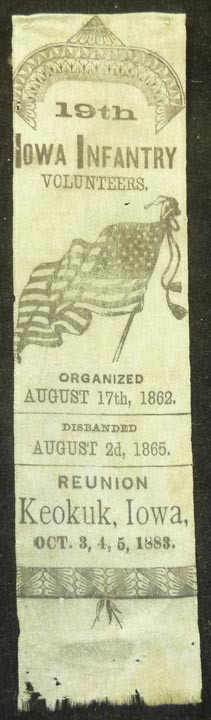 19th
IOWA INFANTRY
VOLUNTEERS.
ORGANIZED
AUGUST 17th, 1862.
DISBANDED
AUGUST 2d, 1865.
REUNION
Keokuk, Iowa,
OCT. 3, 4, 5, 1883.